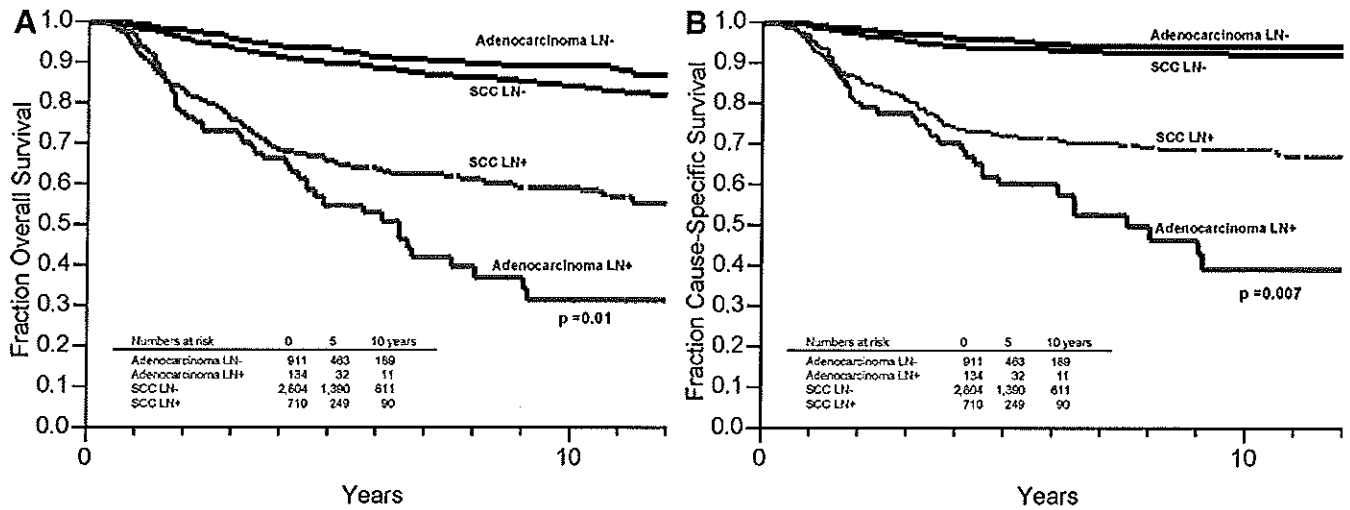 A
Fraction Overall Survival
1.0
0.9
0.8
0.7
0.6
0.5
0.4
0.3
0.2
0.1
0.0
Adenocarcinoma LN-
SCC LN-
SCC LN+
Adenocarcinoma LN+
p =0.01
Numbers at risk 0 5 10 years
Adenocarcinoma LN- 911 463 189
Adenocarcinoma LN+ 134 32 11
SCC LN- 2,604 1,390 611
SCC LN+ 710 249 90
0 10
Years
B
Fraction Cause-Specific Survival
1.0
0.9
0.8
0.7
0.6
0.5
0.4
0.3
0.2
0.1
0.0
Adenocarcinoma LN-
SCC LN-
SCC LN+
Adenocarcinoma LN+
p =0.007
Numbers at risk 0 5 10 years
Adenocarcinoma LN- 911 463 189
Adenocarcinoma LN+ 134 32 11
SCC LN- 2,604 1,390 611
SCC LN+ 710 249 90
0 10
Years